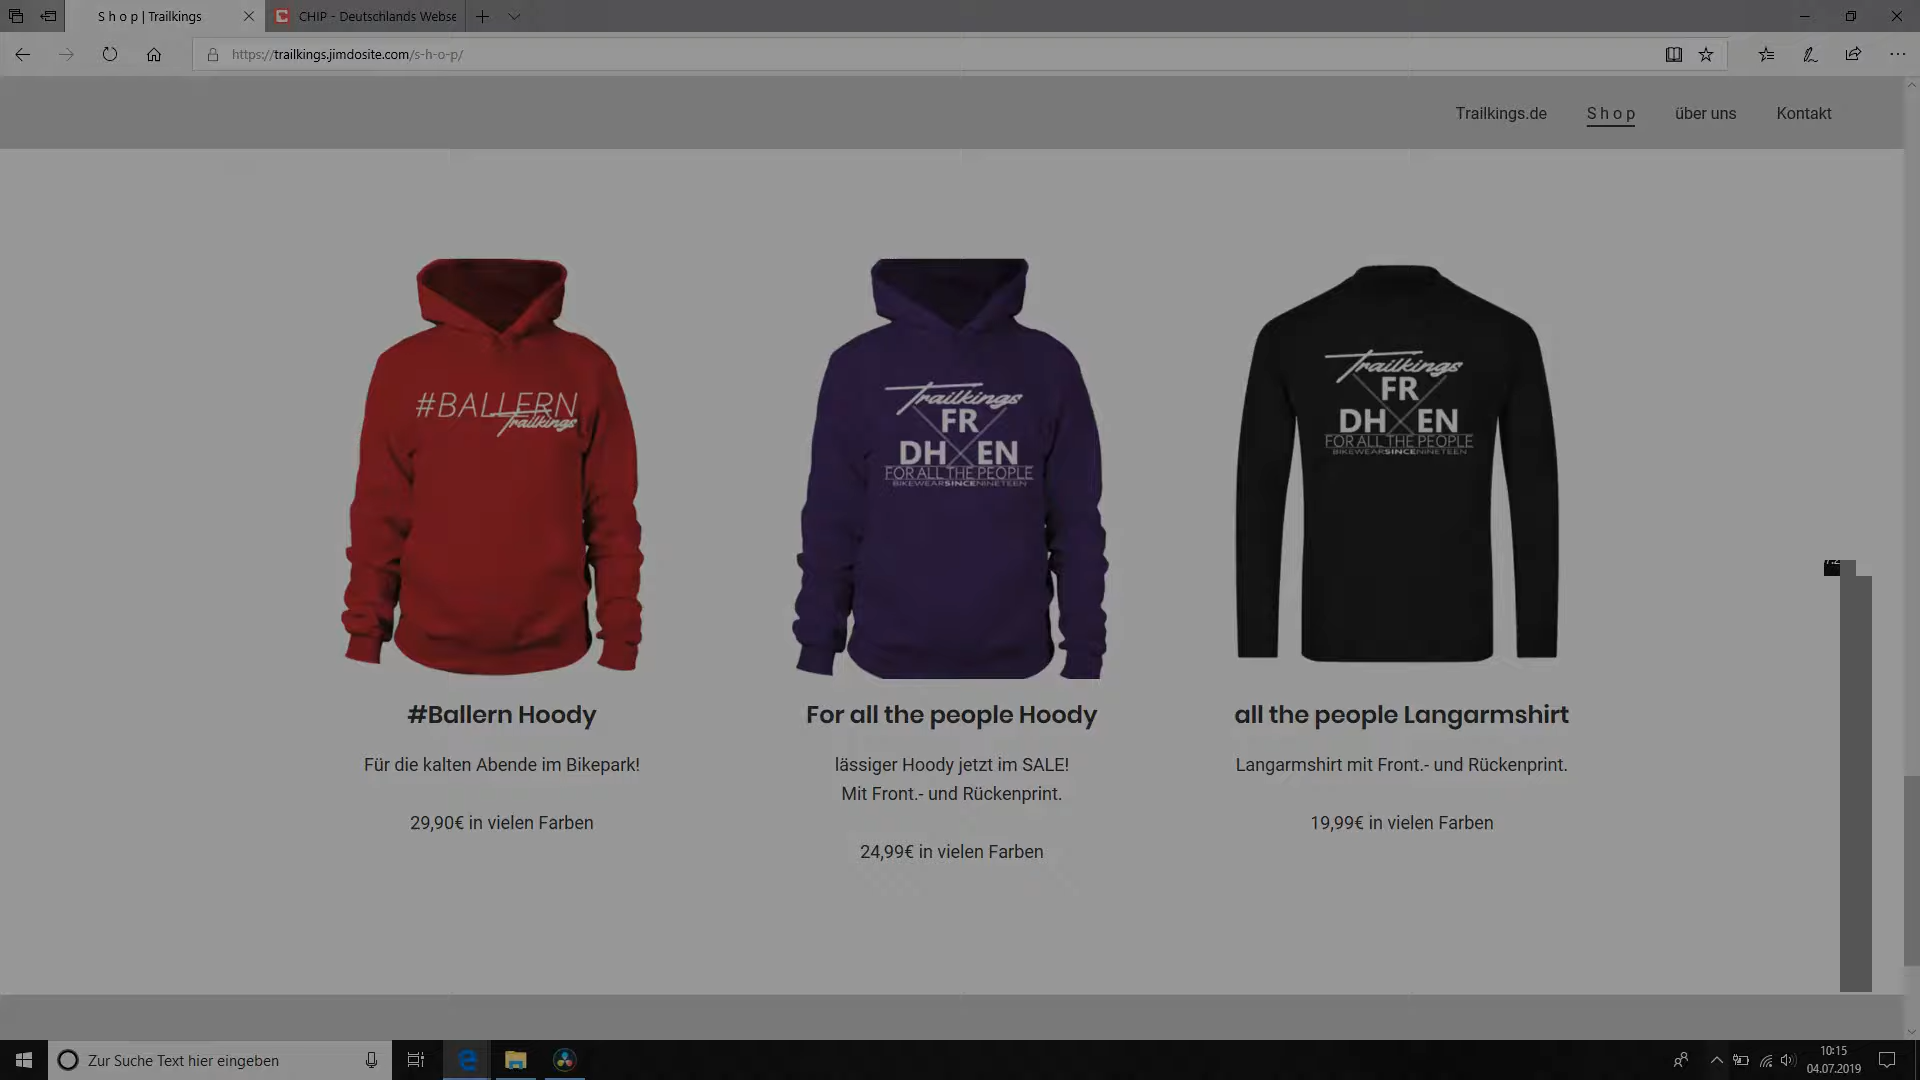 S h o p | Trailkings
CHIP - Deutschlands Webse
https://trailkings.jimdosite.com/s-h-o-p/
Trailkings.de
S h o p
über uns
Kontakt
#BALLERN
Trailkings
Trailkings
FR
DH EN
FOR ALL THE PEOPLE
BIKEWEARSINCENINETEEN
Trailkings
FR
DH EN
FOR ALL THE PEOPLE
BIKEWEARSINCENINETEEN
#Ballern Hoody
Für die kalten Abende im Bikepark!
29,90€ in vielen Farben
For all the people Hoody
lässiger Hoody jetzt im SALE!
Mit Front.- und Rückenprint.
24,99€ in vielen Farben
all the people Langarmshirt
Langarmshirt mit Front.- und Rückenprint.
19,99€ in vielen Farben
Zur Suche Text hier eingeben
10:15
04.07.2019